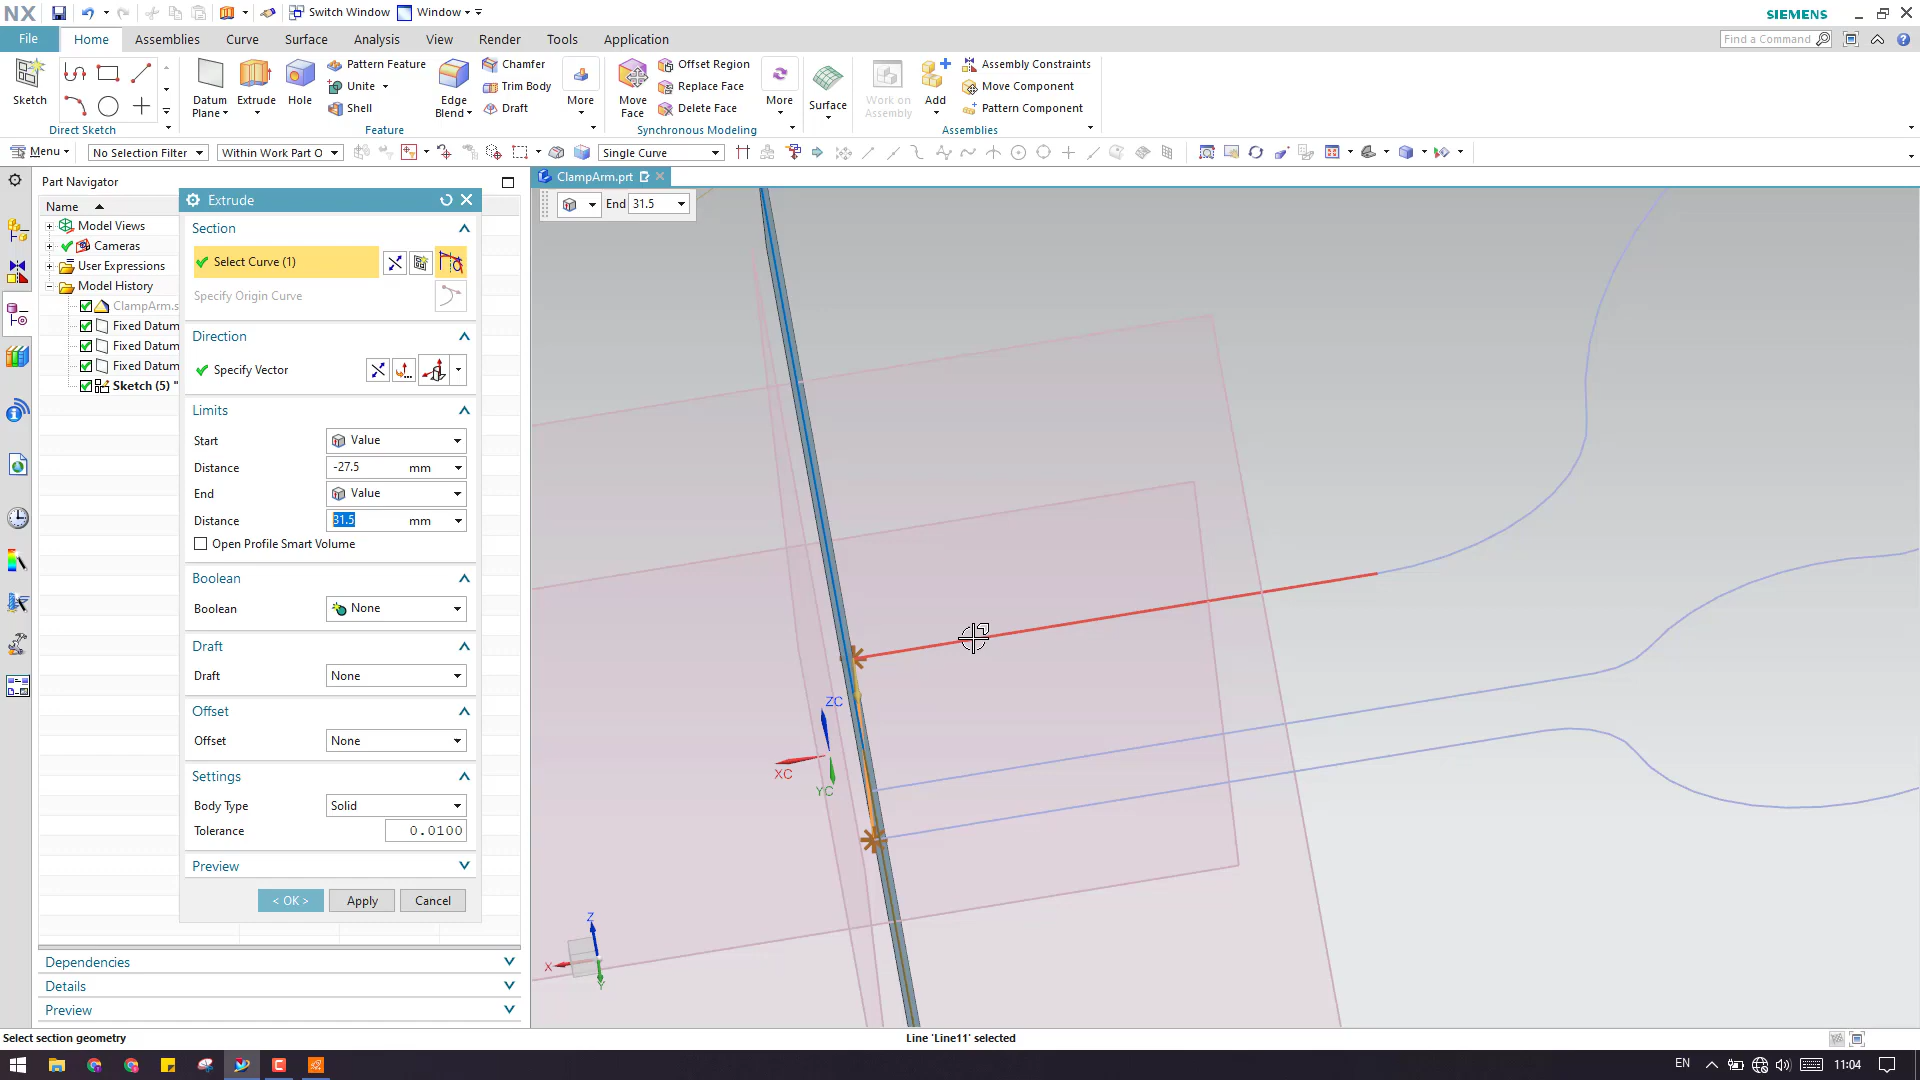 NX
Switch Window
Window
SIEMENS
File
Home
Assemblies
Curve
Surface
Analysis
View
Render
Tools
Application
Find a Command
Sketch
Direct Sketch
Datum Plane
Extrude
Hole
Pattern Feature
Unite
Shell
Edge Blend
Chamfer
Trim Body
Draft
More
Feature
Move Face
Offset Region
Replace Face
Delete Face
More
Synchronous Modeling
Surface
Work on Assembly
Add
Assembly Constraints
Move Component
Pattern Component
Assemblies
Menu
No Selection Filter
Within Work Part O
Single Curve
Part Navigator
Name
Model Views
Cameras
User Expressions
Model History
ClampArm.s
Fixed Datum
Fixed Datum
Fixed Datum
Sketch (5) "
Extrude
Section
Select Curve (1)
Specify Origin Curve
Direction
Specify Vector
Limits
Start
Value
Distance
-27.5 mm
End
Value
Distance
31.5 mm
Open Profile Smart Volume
Boolean
Boolean
None
Draft
Draft
None
Offset
Offset
None
Settings
Body Type
Solid
Tolerance
0.0100
Preview
< OK >
Apply
Cancel
Dependencies
Details
Preview
ClampArm.prt
End 31.5
ZC
XC
YC
Z
X
Y
Select section geometry
Line 'Line11' selected
EN
11:04